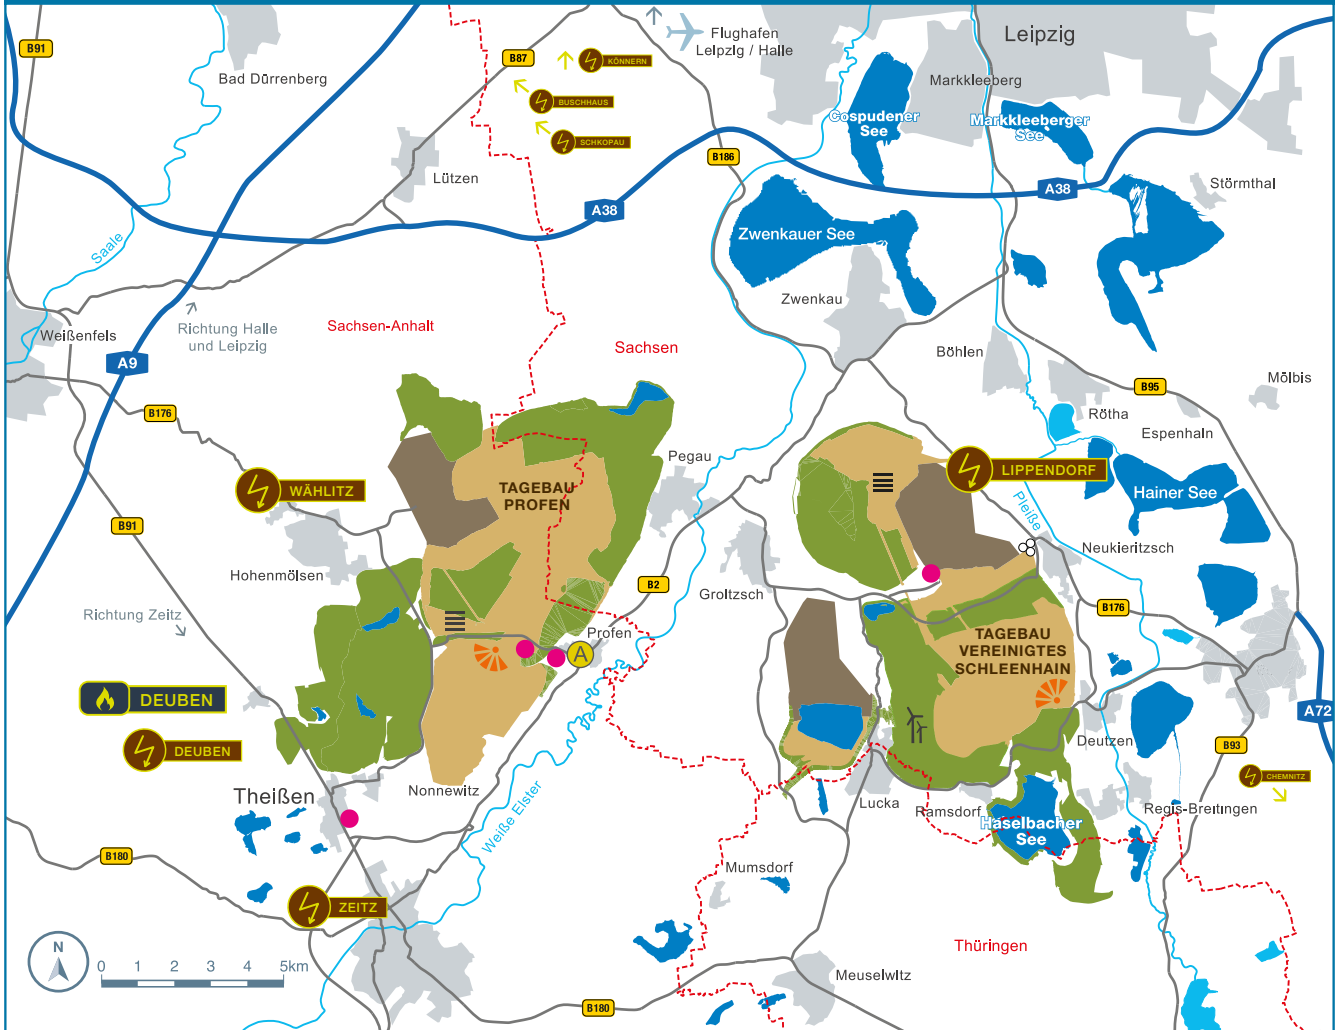 Leipzig
Flughafen
Leipzig / Halle
B91
Bad Dürrenberg
B87
KÖNNERN
BUSCHHAUS
SCHKOPAU
Markkleeberg
Cospudener
See
Markkleeberger
See
B186
Lützen
A38
A38
Störmthal
Saale
Zwenkauer See
Zwenkau
Richtung Halle
und Leipzig
Sachsen-Anhalt
Sachsen
Weißenfels
A9
Böhlen
B95
Mölbis
B176
Rötha
Espenhain
Pegau
LIPPENDORF
WÄHLITZ
TAGEBAU
PROFEN
Hainer See
Pleiße
B91
Neukieritzsch
Hohenmölsen
B2
Groitzsch
B176
Richtung Zeitz
Profen
A
TAGEBAU
VEREINIGTES
SCHLEENHAIN
DEUBEN
DEUBEN
A72
Deutzen
B93
CHEMNITZ
Nonnewitz
Theißen
Weiße Elster
Lucka
Ramsdorf
Regis-Breitingen
Haselbacher
See
B180
Mumsdorf
ZEITZ
Thüringen
N
0 1 2 3 4 5km
Meuselwitz
B180